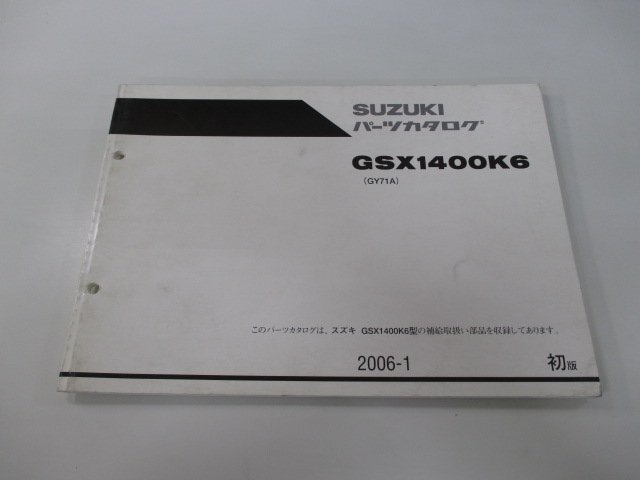 SUZUKI
パーツカタログ
GSX1400K6
(GY71A)
このパーツカタログは、スズキ GSX1400K6型の補給取扱い部品を収録してあります。
2006-1 初版